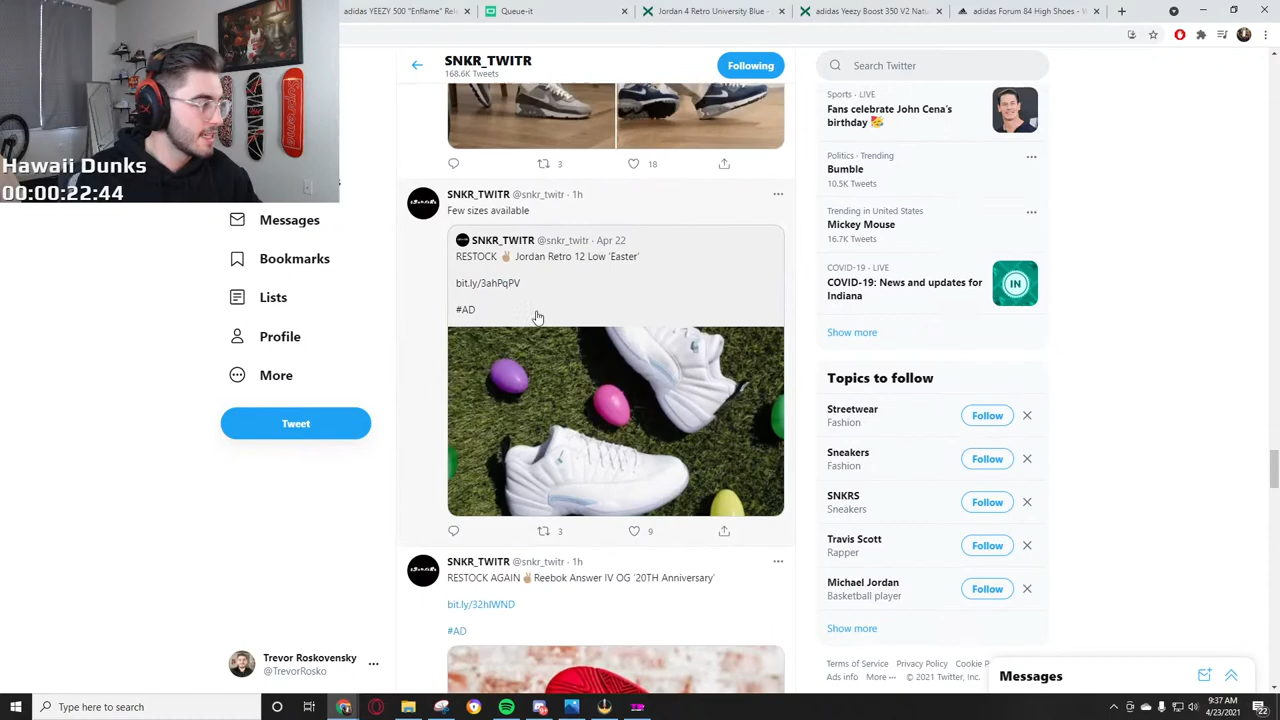 adidas YEEZY 500 "Enflame" Rel
Queue-it
Jordan 4 Retro University Blue -
adidas Yeezy Boost 350 V2 Natu
adidas Forum 84 High Shoes - W
SNKR_TWITR
168.6K Tweets
Following
Search Twitter
Hawaii Dunks
00:00:22:44
Supreme
Messages
Bookmarks
Lists
Profile
More
Tweet
Trevor Roskovensky
@TrevorRosko
3
18
SNKR_TWITR @snkr_twitr · 1h
Few sizes available
SNKR_TWITR @snkr_twitr · Apr 22
RESTOCK ✌🏽 Jordan Retro 12 Low 'Easter'
bit.ly/3ahPqPV
#AD
3
9
SNKR_TWITR @snkr_twitr · 1h
RESTOCK AGAIN✌🏽Reebok Answer IV OG '20TH Anniversary'
bit.ly/32hIWND
#AD
Sports · LIVE
Fans celebrate John Cena's
birthday 🥳
Politics · Trending
Bumble
10.5K Tweets
Trending in United States
Mickey Mouse
16.7K Tweets
COVID-19 · LIVE
COVID-19: News and updates for
Indiana
IN
Show more
Topics to follow
Streetwear
Fashion
Follow
Sneakers
Fashion
Follow
SNKRS
Sneakers
Follow
Travis Scott
Rapper
Follow
Michael Jordan
Basketball player
Follow
Show more
Terms of Service Privacy Policy Cookie P
Ads info More ··· © 2021 Twitter, Inc.
Messages
Type here to search
9:37 AM
4/23/2021
22